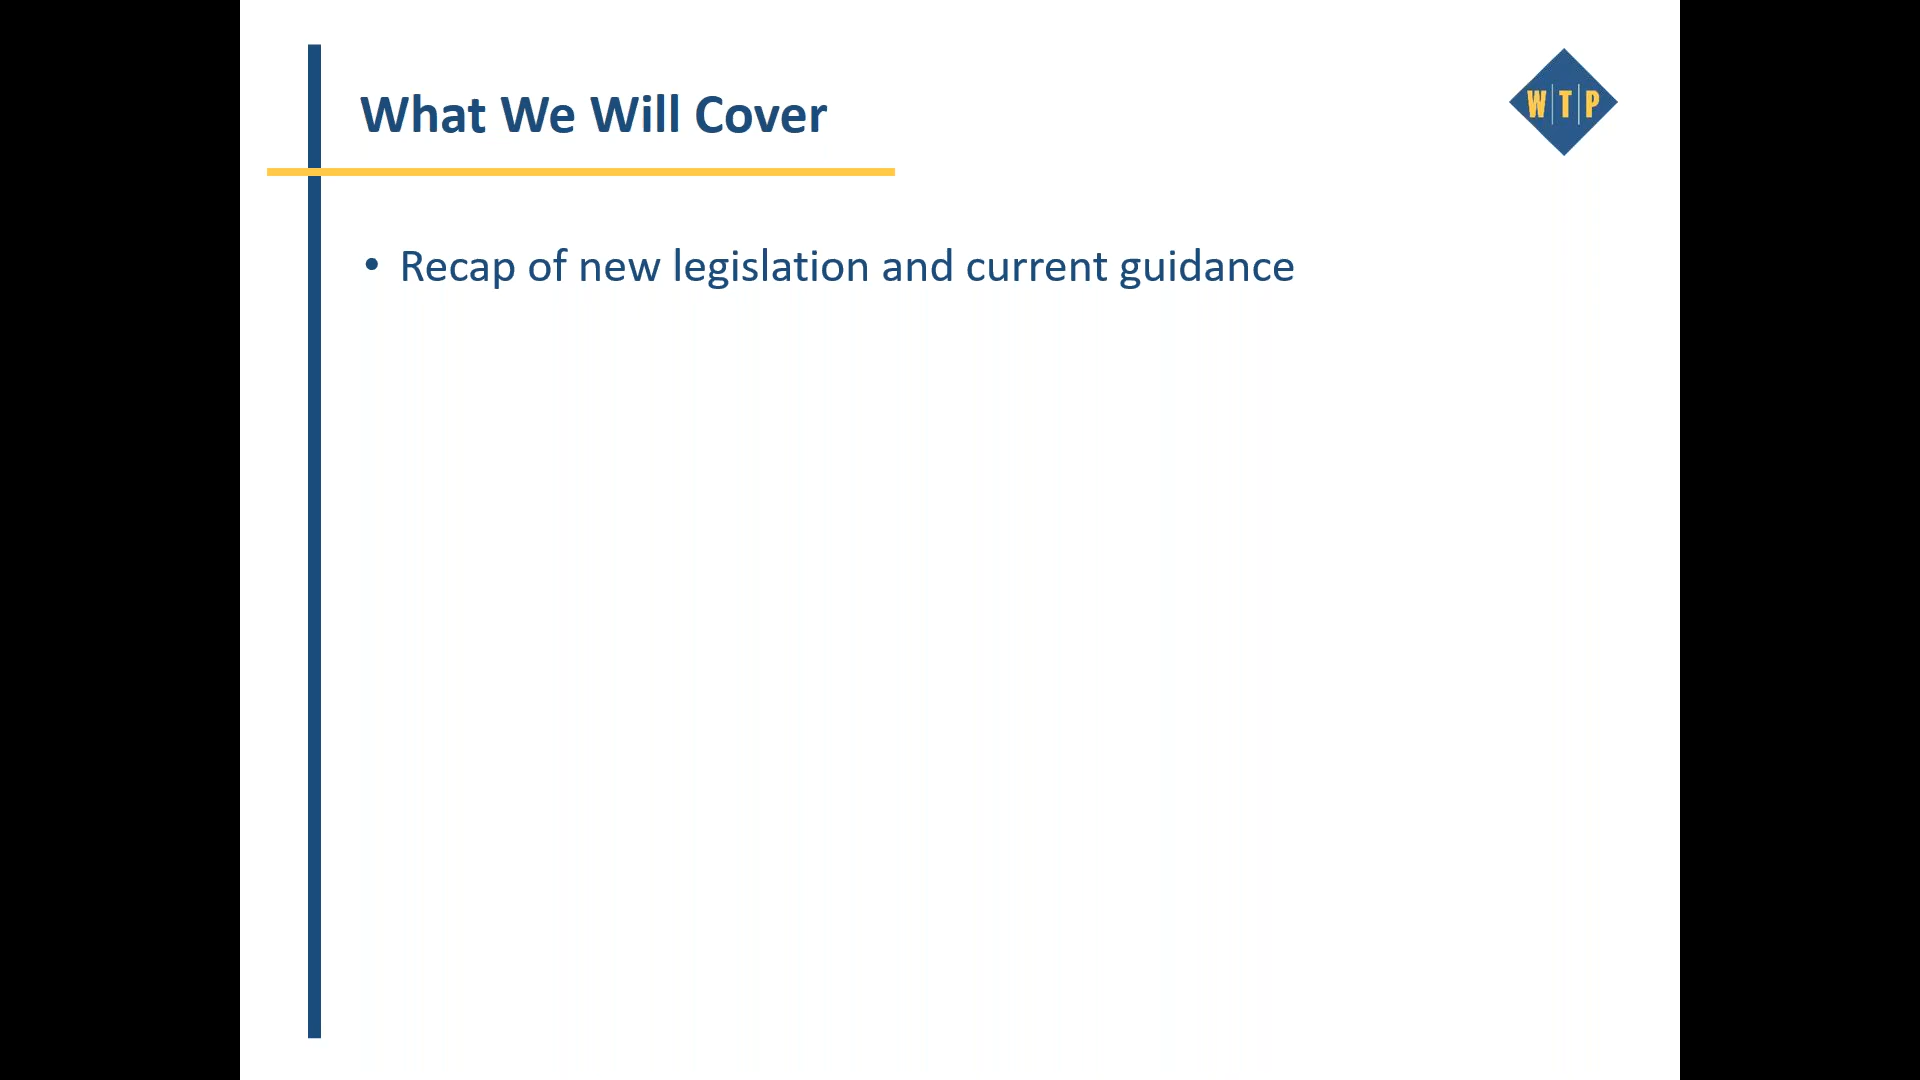 What We Will Cover
W|T|P
• Recap of new legislation and current guidance